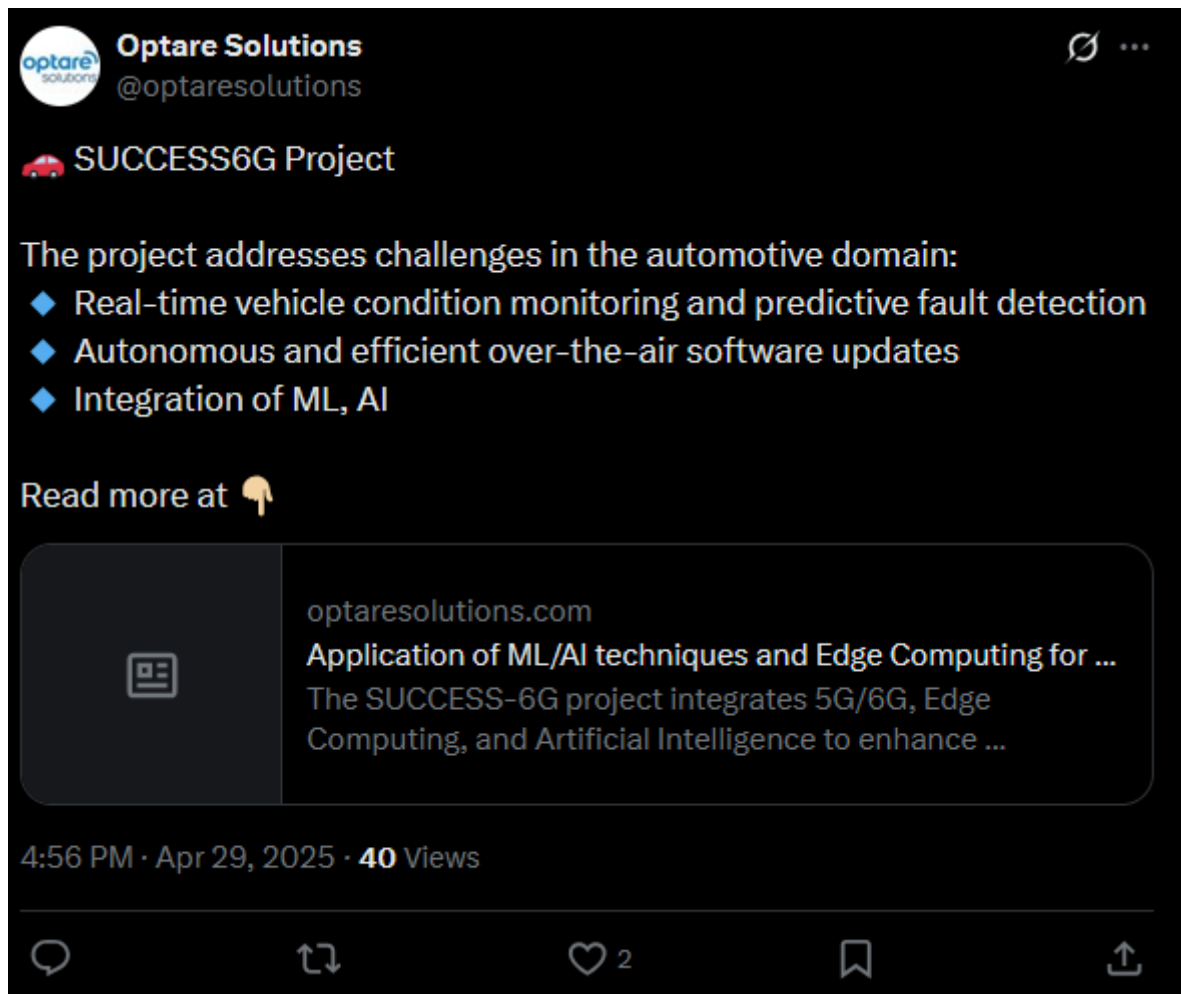 optare
solutions
Optare Solutions
@optaresolutions
🚗 SUCCESS6G Project
The project addresses challenges in the automotive domain:
🔹 Real-time vehicle condition monitoring and predictive fault detection
🔹 Autonomous and efficient over-the-air software updates
🔹 Integration of ML, AI
Read more at 👇🏼
optaresolutions.com
Application of ML/AI techniques and Edge Computing for ...
The SUCCESS-6G project integrates 5G/6G, Edge
Computing, and Artificial Intelligence to enhance ...
4:56 PM · Apr 29, 2025 · 40 Views
2